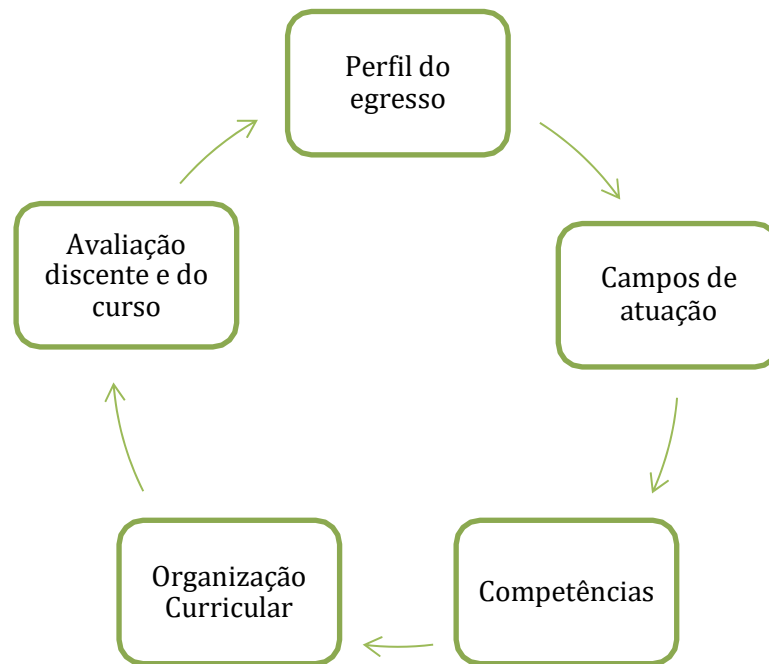 Perfil do
egresso
Campos de
atuação
Competências
Organização
Curricular
Avaliação
discente e do
curso